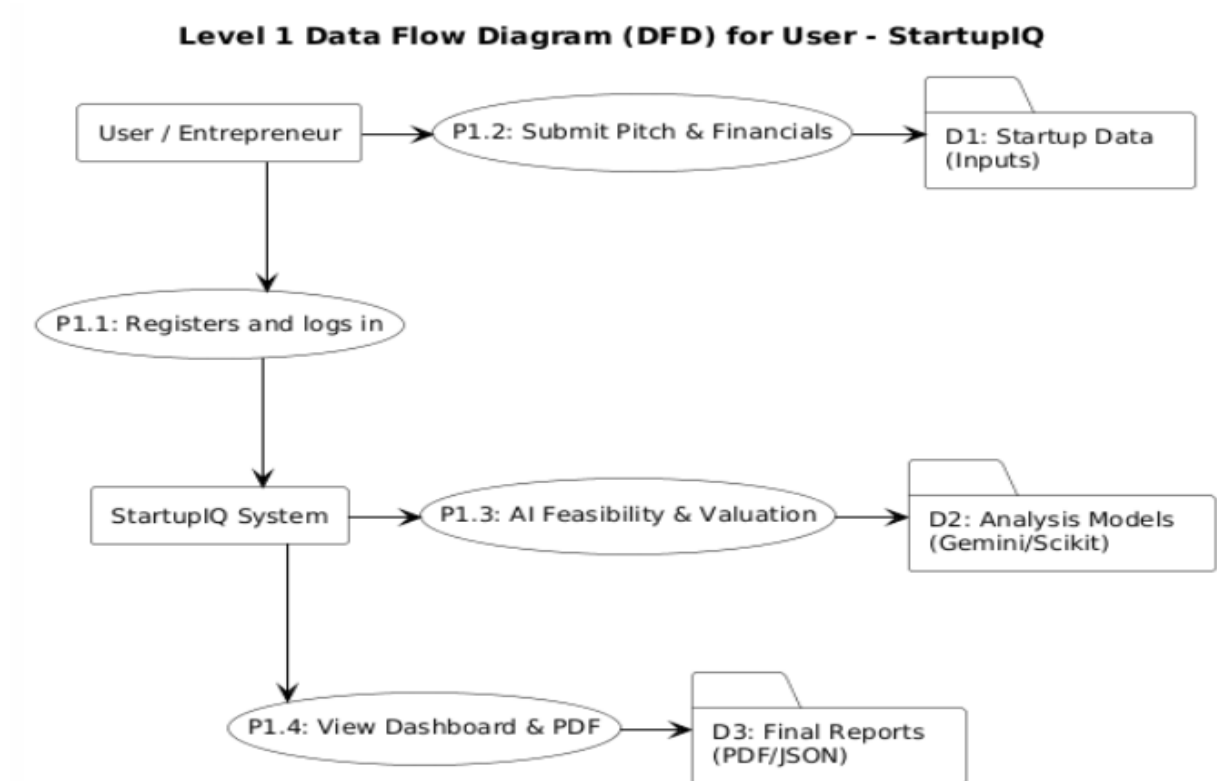 Level 1 Data Flow Diagram (DFD) for User - StartupIQ
User / Entrepreneur
P1.2: Submit Pitch & Financials
D1: Startup Data
(Inputs)
P1.1: Registers and logs in
StartupIQ System
P1.3: AI Feasibility & Valuation
D2: Analysis Models
(Gemini/Scikit)
P1.4: View Dashboard & PDF
D3: Final Reports
(PDF/JSON)